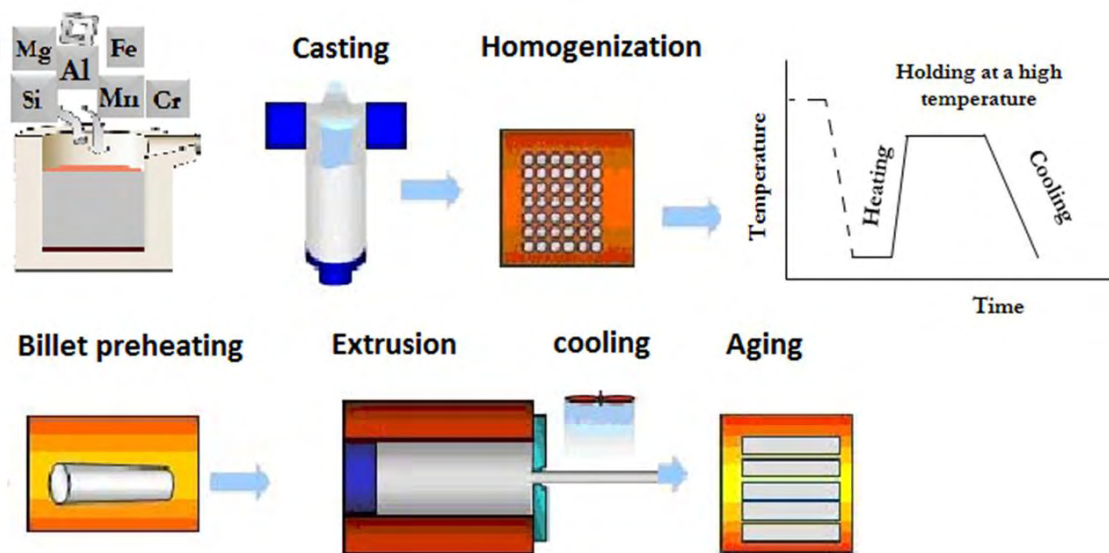 Mg
Fe
Al
Si
Mn
Cr
Casting
Homogenization
Holding at a high
temperature
Temperature
Heating
Cooling
Time
Billet preheating
Extrusion
cooling
Aging